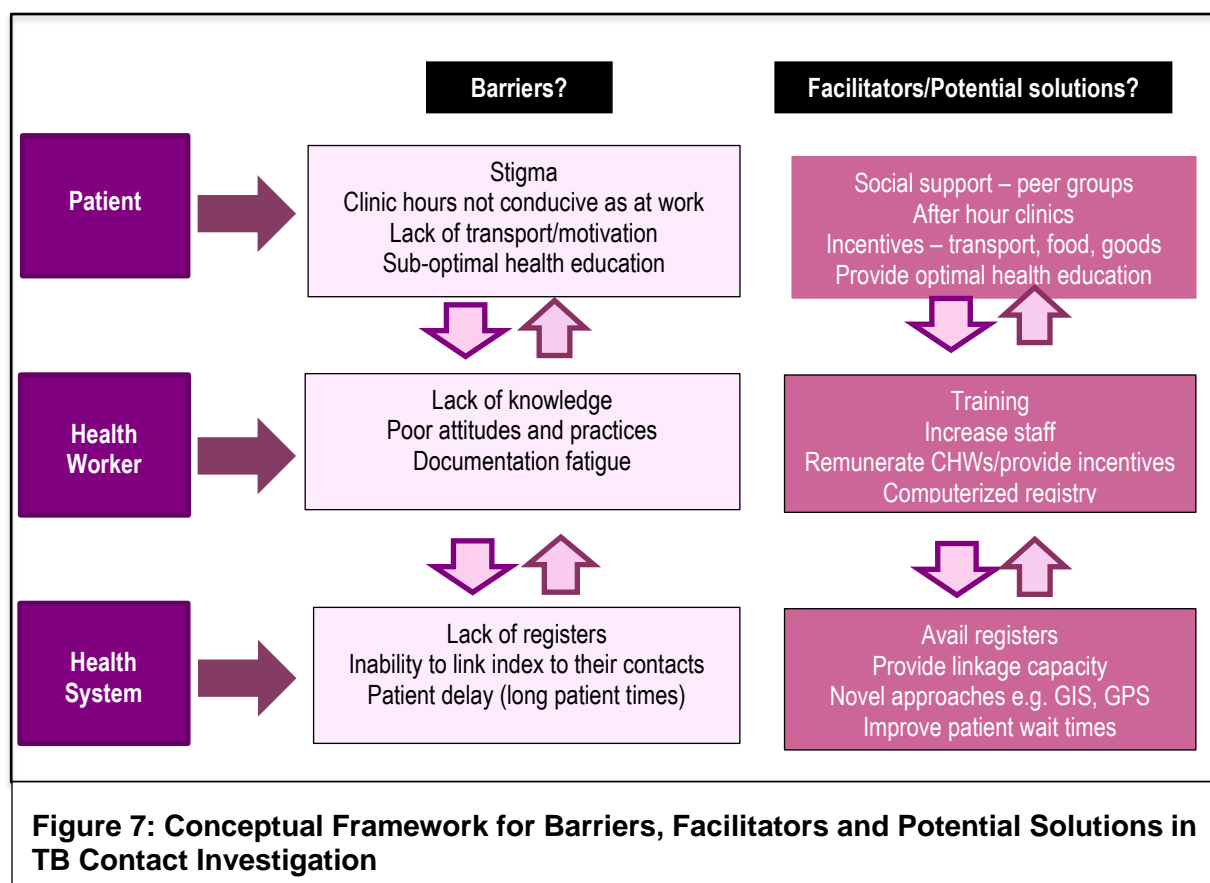 Barriers?
Facilitators/Potential solutions?
Patient
Stigma
Clinic hours not conducive as at work
Lack of transport/motivation
Sub-optimal health education
Social support – peer groups
After hour clinics
Incentives – transport, food, goods
Provide optimal health education
Health
Worker
Lack of knowledge
Poor attitudes and practices
Documentation fatigue
Training
Increase staff
Remunerate CHWs/provide incentives
Computerized registry
Health
System
Lack of registers
Inability to link index to their contacts
Patient delay (long patient times)
Avail registers
Provide linkage capacity
Novel approaches e.g. GIS, GPS
Improve patient wait times
Figure 7: Conceptual Framework for Barriers, Facilitators and Potential Solutions in
TB Contact Investigation